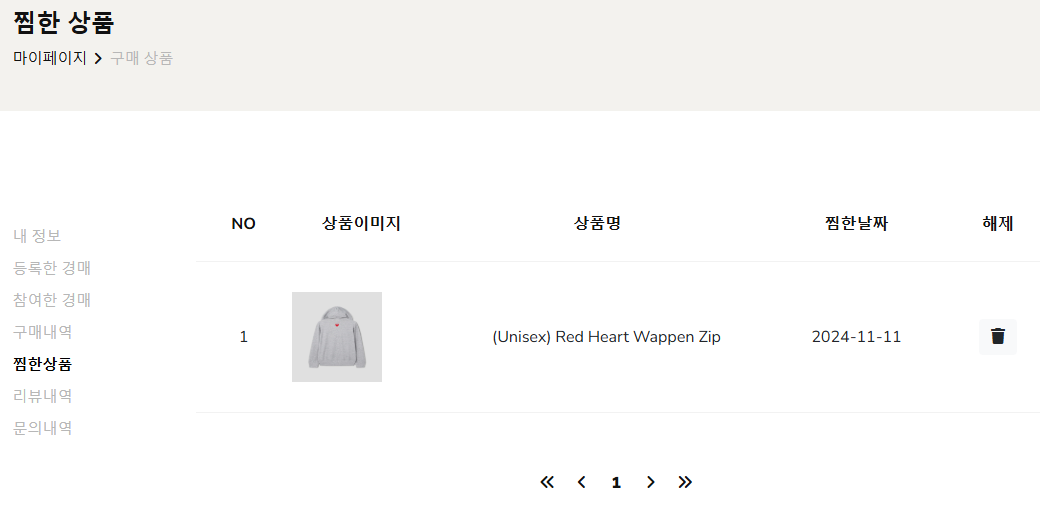 찜한 상품
마이페이지 > 구매 상품
내 정보
등록한 경매
참여한 경매
구매내역
찜한상품
리뷰내역
문의내역
NO 상품이미지 상품명 찜한날짜 해제
1 (Unisex) Red Heart Wappen Zip 2024-11-11
« < 1 > »